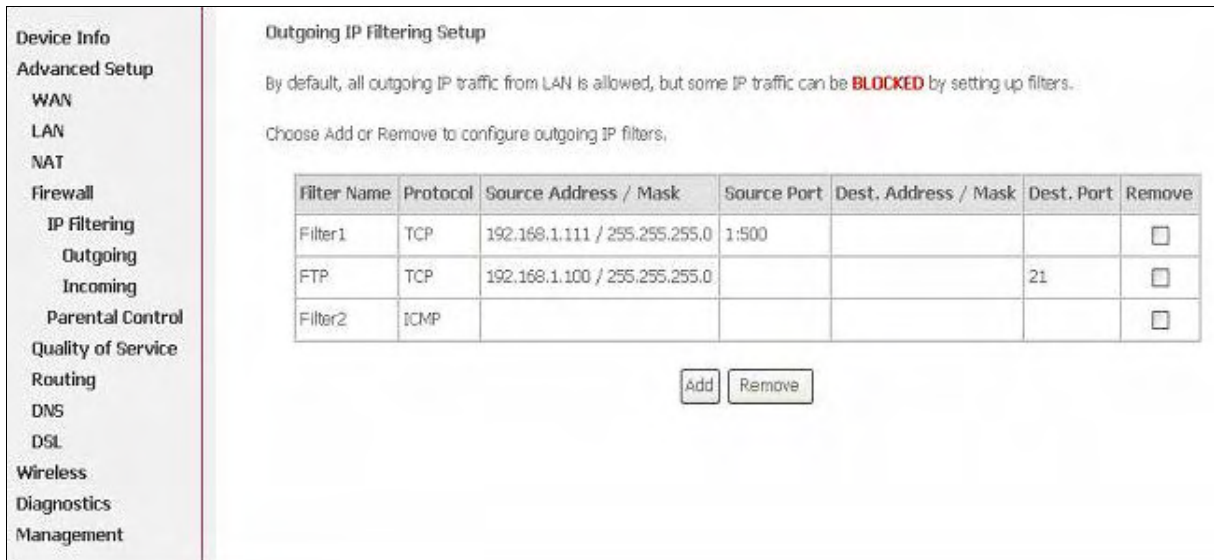 Device Info
Advanced Setup
WAN
LAN
NAT
Firewall
IP Filtering
Outgoing
Incoming
Parental Control
Quality of Service
Routing
DNS
DSL
Wireless
Diagnostics
Management
Outgoing IP Filtering Setup
By default, all outgoing IP traffic from LAN is allowed, but some IP traffic can be BLOCKED by setting up filters.
Choose Add or Remove to configure outgoing IP filters.
Filter Name Protocol Source Address / Mask Source Port Dest. Address / Mask Dest. Port Remove
Filter1 TCP 192.168.1.111 / 255.255.255.0 1:500
FTP TCP 192.168.1.100 / 255.255.255.0 21
Filter2 ICMP
Add Remove